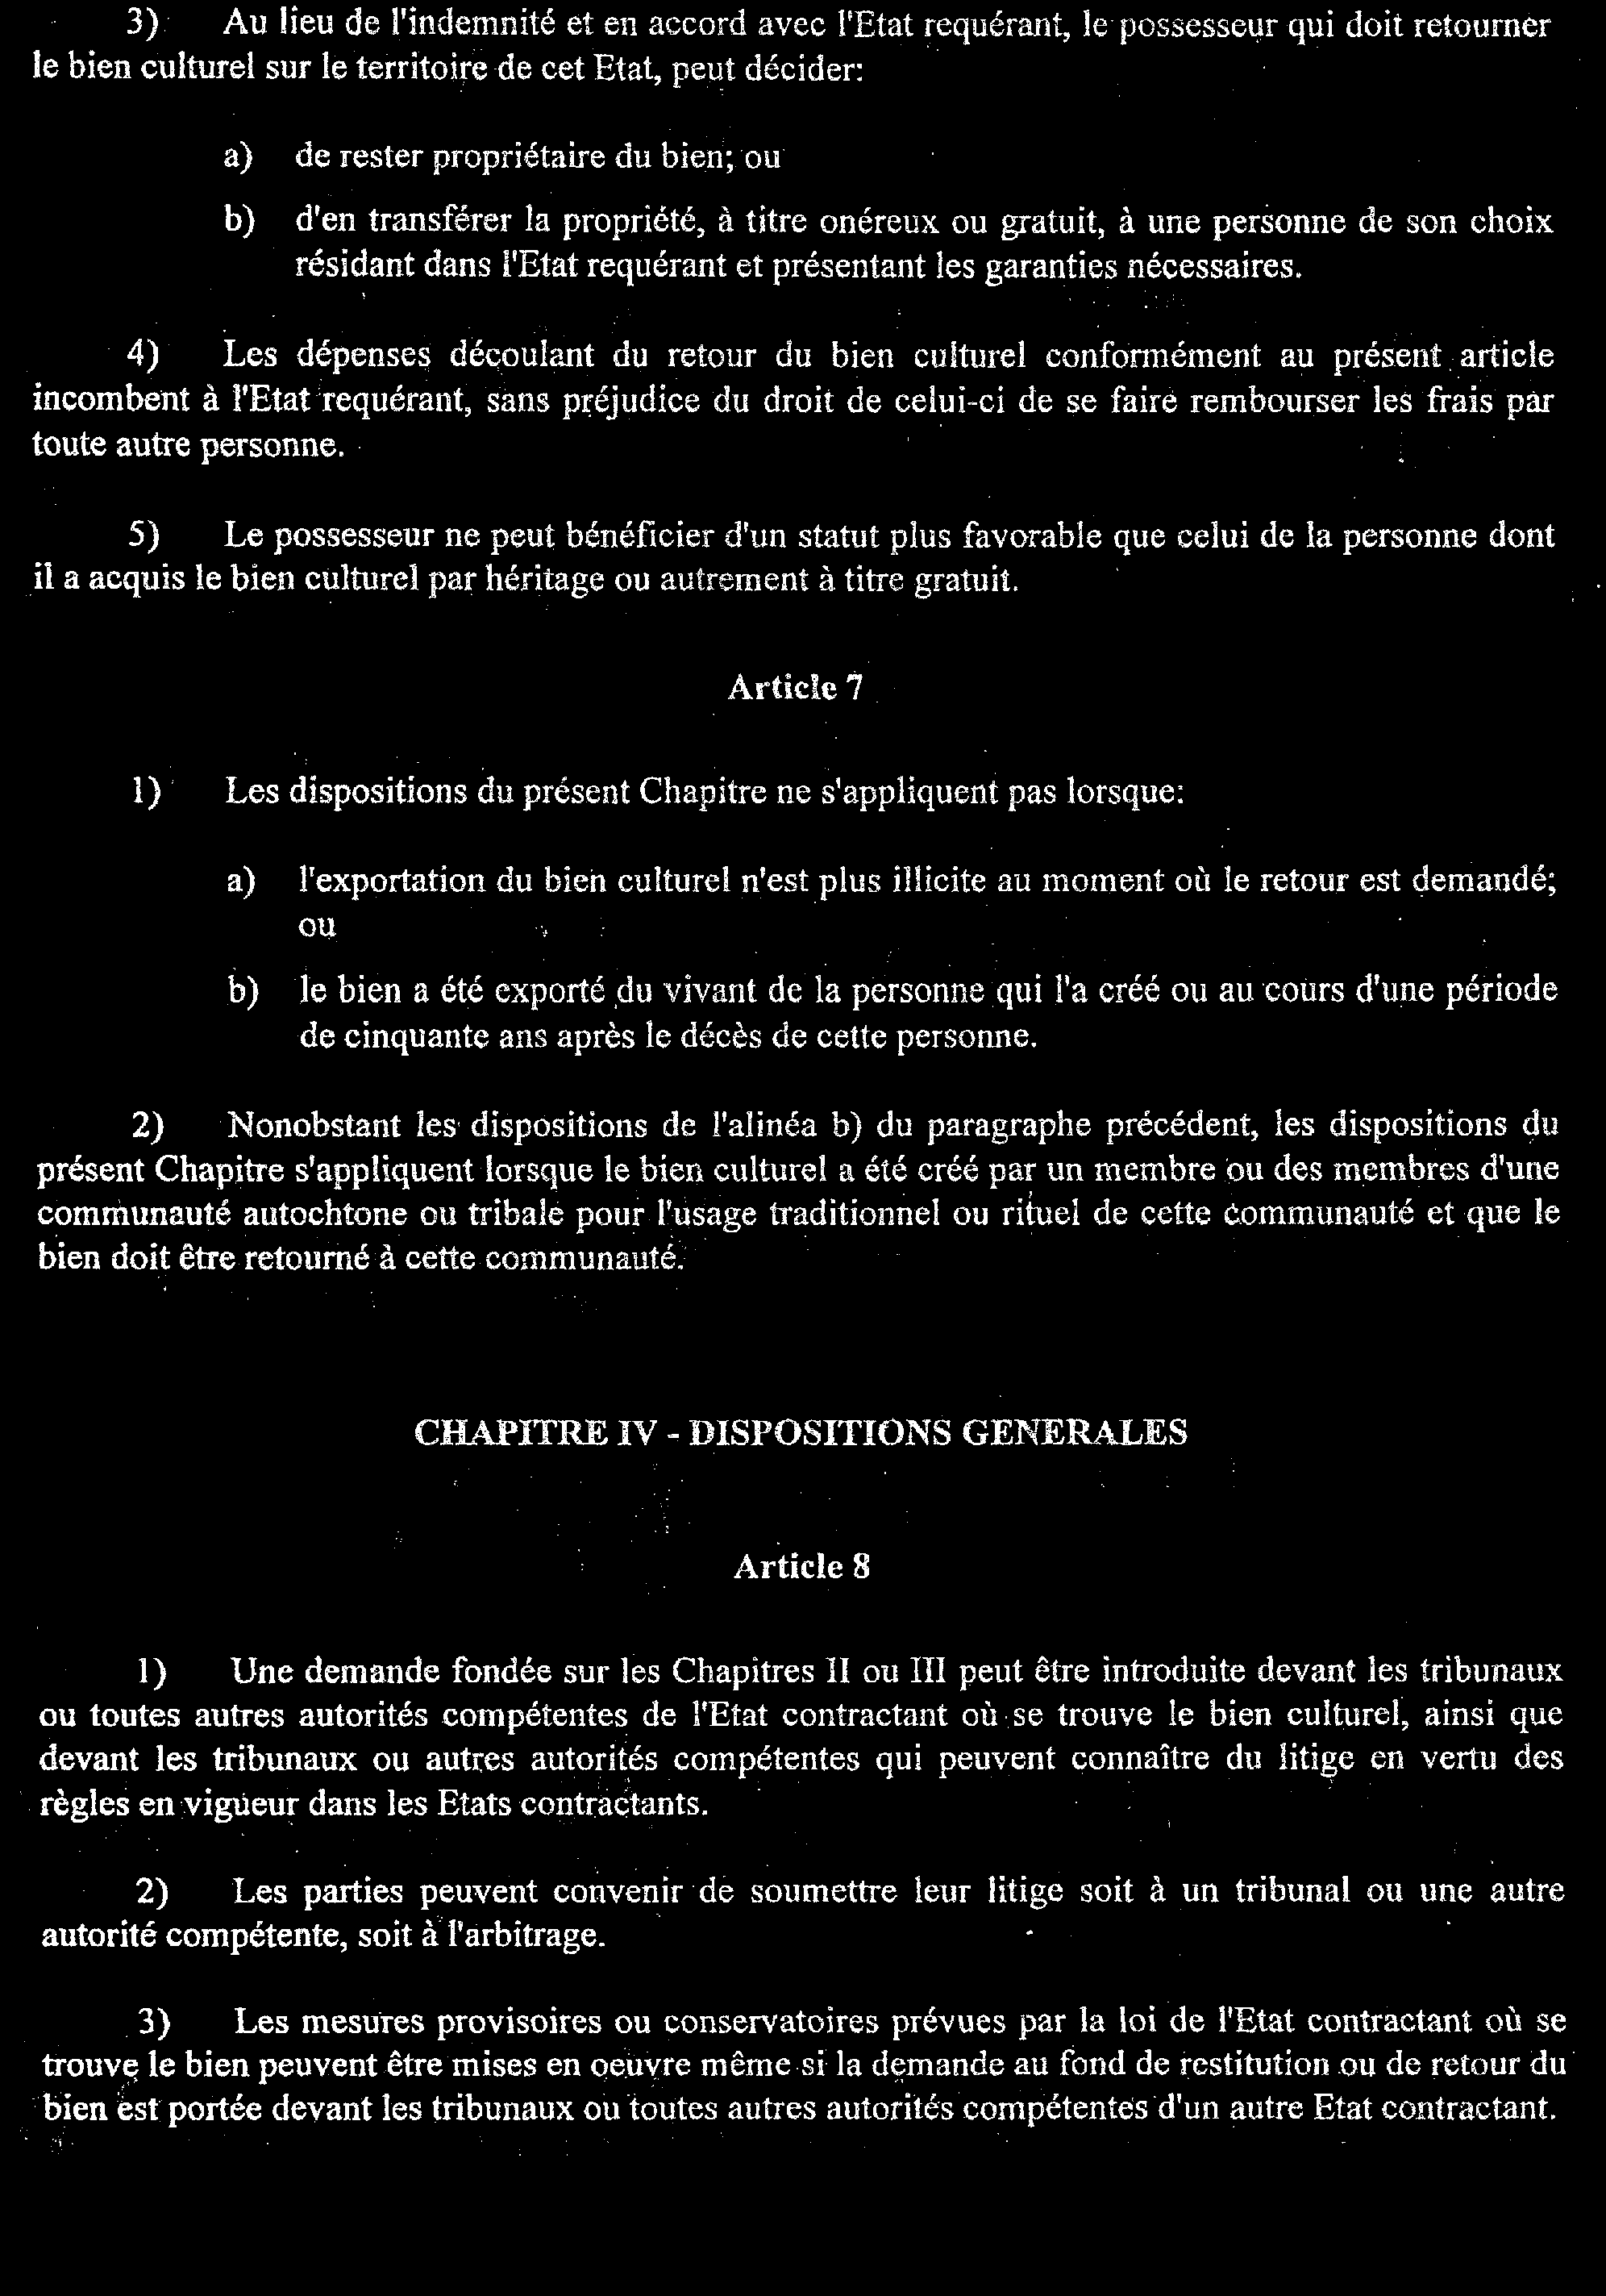 3) Au lieu de l'indemnité et en accord avec l'Etat requérant, le possesseur qui doit retourner
le bien culturel sur le territoire de cet Etat, peut décider:
a) de rester propriétaire du bien; ou
b) d'en transférer la propriété, à titre onéreux ou gratuit, à une personne de son choix
résidant dans l'Etat requérant et présentant les garanties nécessaires.
4) Les dépenses découlant du retour du bien culturel conformément au présent article
incombent à l'Etat requérant, sans préjudice du droit de celui-ci de se faire rembourser les frais par
toute autre personne.
5) Le possesseur ne peut bénéficier d'un statut plus favorable que celui de la personne dont
il a acquis le bien culturel par héritage ou autrement à titre gratuit.
Article 7
1) Les dispositions du présent Chapitre ne s'appliquent pas lorsque:
a) l'exportation du bien culturel n'est plus illicite au moment où le retour est demandé;
ou
b) le bien a été exporté du vivant de la personne qui l'a créé ou au cours d'une période
de cinquante ans après le décès de cette personne.
2) Nonobstant les dispositions de l'alinéa b) du paragraphe précédent, les dispositions du
présent Chapitre s'appliquent lorsque le bien culturel a été créé par un membre ou des membres d'une
communauté autochtone ou tribale pour l'usage traditionnel ou rituel de cette communauté et que le
bien doit être retourné à cette communauté.
CHAPITRE IV - DISPOSITIONS GENERALES
Article 8
1) Une demande fondée sur les Chapitres II ou III peut être introduite devant les tribunaux
ou toutes autres autorités compétentes de l'Etat contractant où se trouve le bien culturel, ainsi que
devant les tribunaux ou autres autorités compétentes qui peuvent connaître du litige en vertu des
règles en vigueur dans les Etats contractants.
2) Les parties peuvent convenir de soumettre leur litige soit à un tribunal ou une autre
autorité compétente, soit à l'arbitrage.
3) Les mesures provisoires ou conservatoires prévues par la loi de l'Etat contractant où se
trouve le bien peuvent être mises en oeuvre même si la demande au fond de restitution ou de retour du
bien est portée devant les tribunaux ou toutes autres autorités compétentes d'un autre Etat contractant.